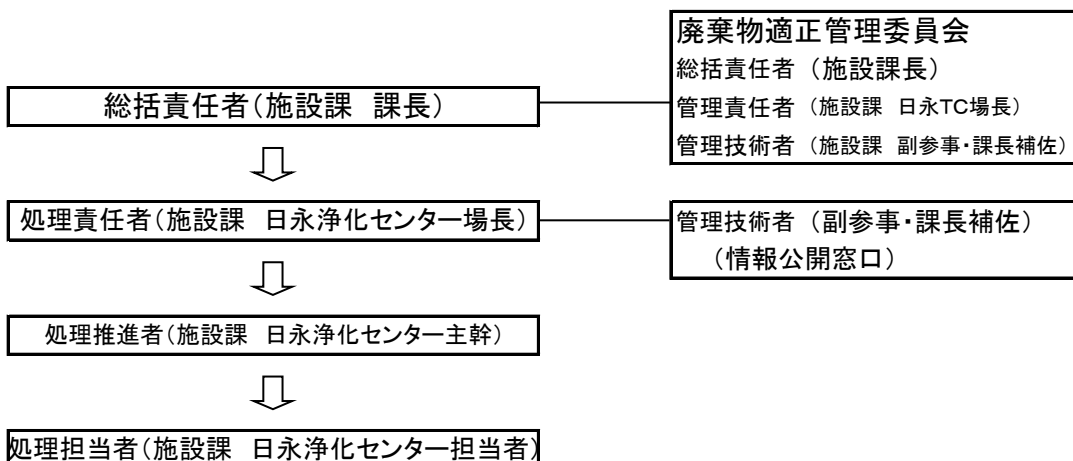 廃棄物適正管理委員会
総括責任者 （施設課長）
総括責任者（施設課　課長）
管理責任者 （施設課　日永TC場長）
管理技術者 （施設課　副参事・課長補佐）
処理責任者（施設課　日永浄化センター場長）
管理技術者 （副参事・課長補佐）
（情報公開窓口）
処理推進者（施設課　日永浄化センター主幹）
処理担当者（施設課　日永浄化センター担当者）